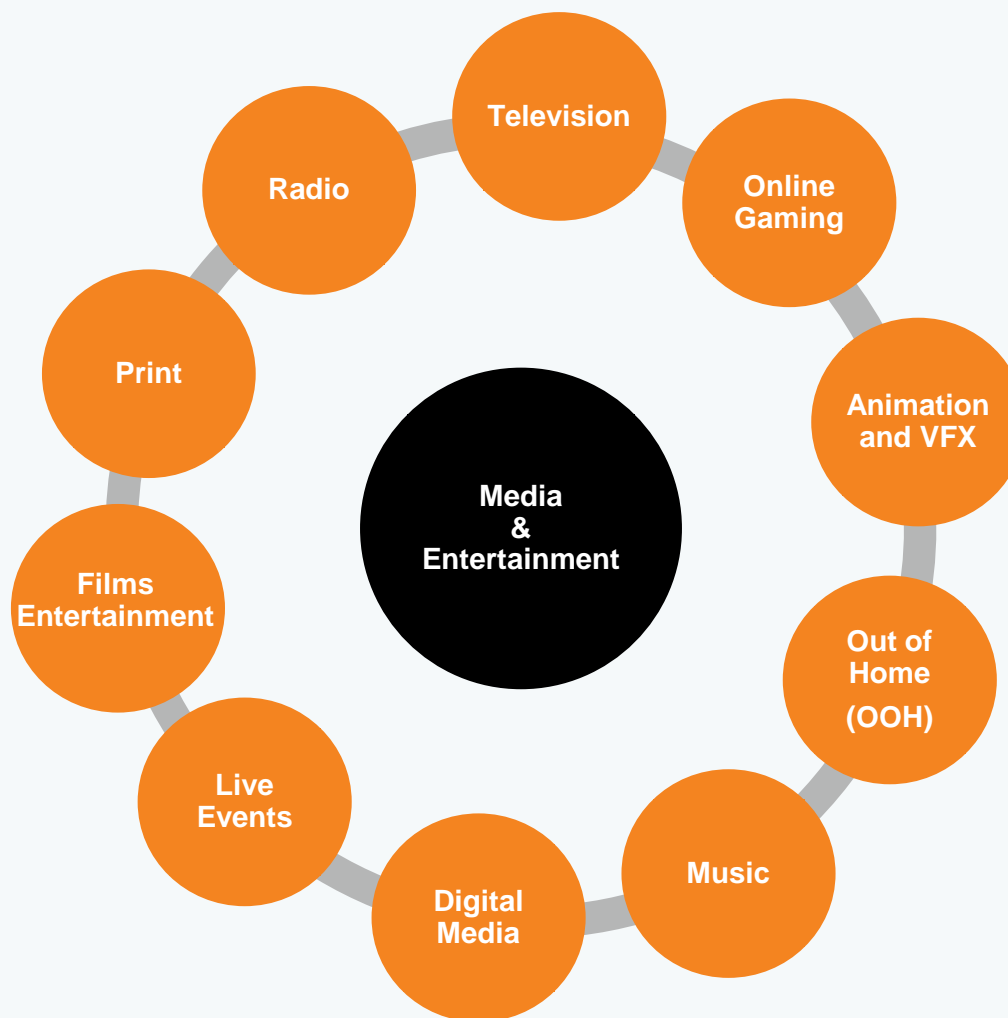 Television
Online
Gaming
Animation
and VFX
Out of
Home
(OOH)
Music
Digital
Media
Live
Events
Films
Entertainment
Print
Radio
Media
&
Entertainment